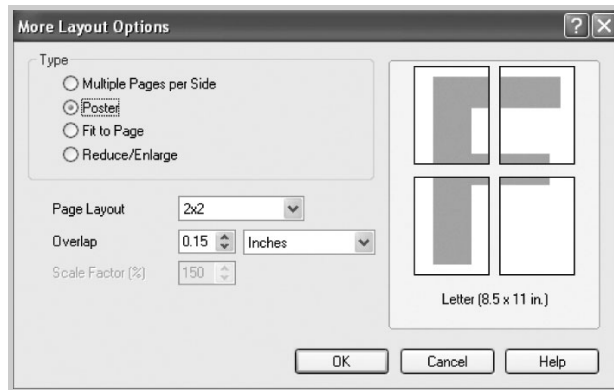 More Layout Options
Type
Multiple Pages per Side
Poster
Fit to Page
Reduce/Enlarge
Page Layout 2x2
Overlap 0.15 Inches
Scale Factor (%) 150
Letter (8.5 x 11 in.)
OK Cancel Help